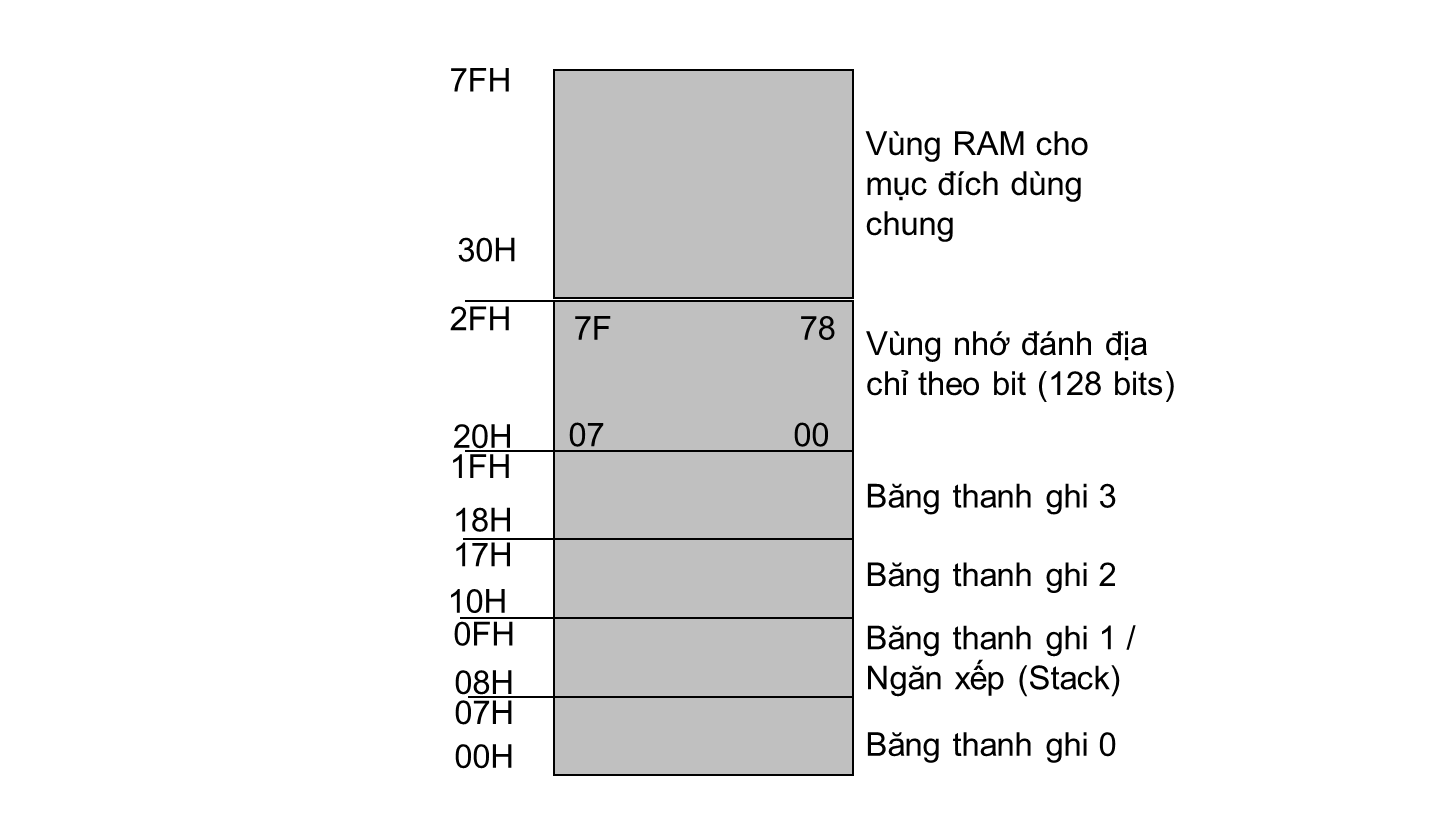 7FH
Vùng RAM cho
mục đích dùng
chung
30H
2FH
7F 78
Vùng nhớ đánh địa
chỉ theo bit (128 bits)
20H
07 00
1FH
Băng thanh ghi 3
18H
17H
Băng thanh ghi 2
10H
0FH
Băng thanh ghi 1 /
Ngăn xếp (Stack)
08H
07H
Băng thanh ghi 0
00H